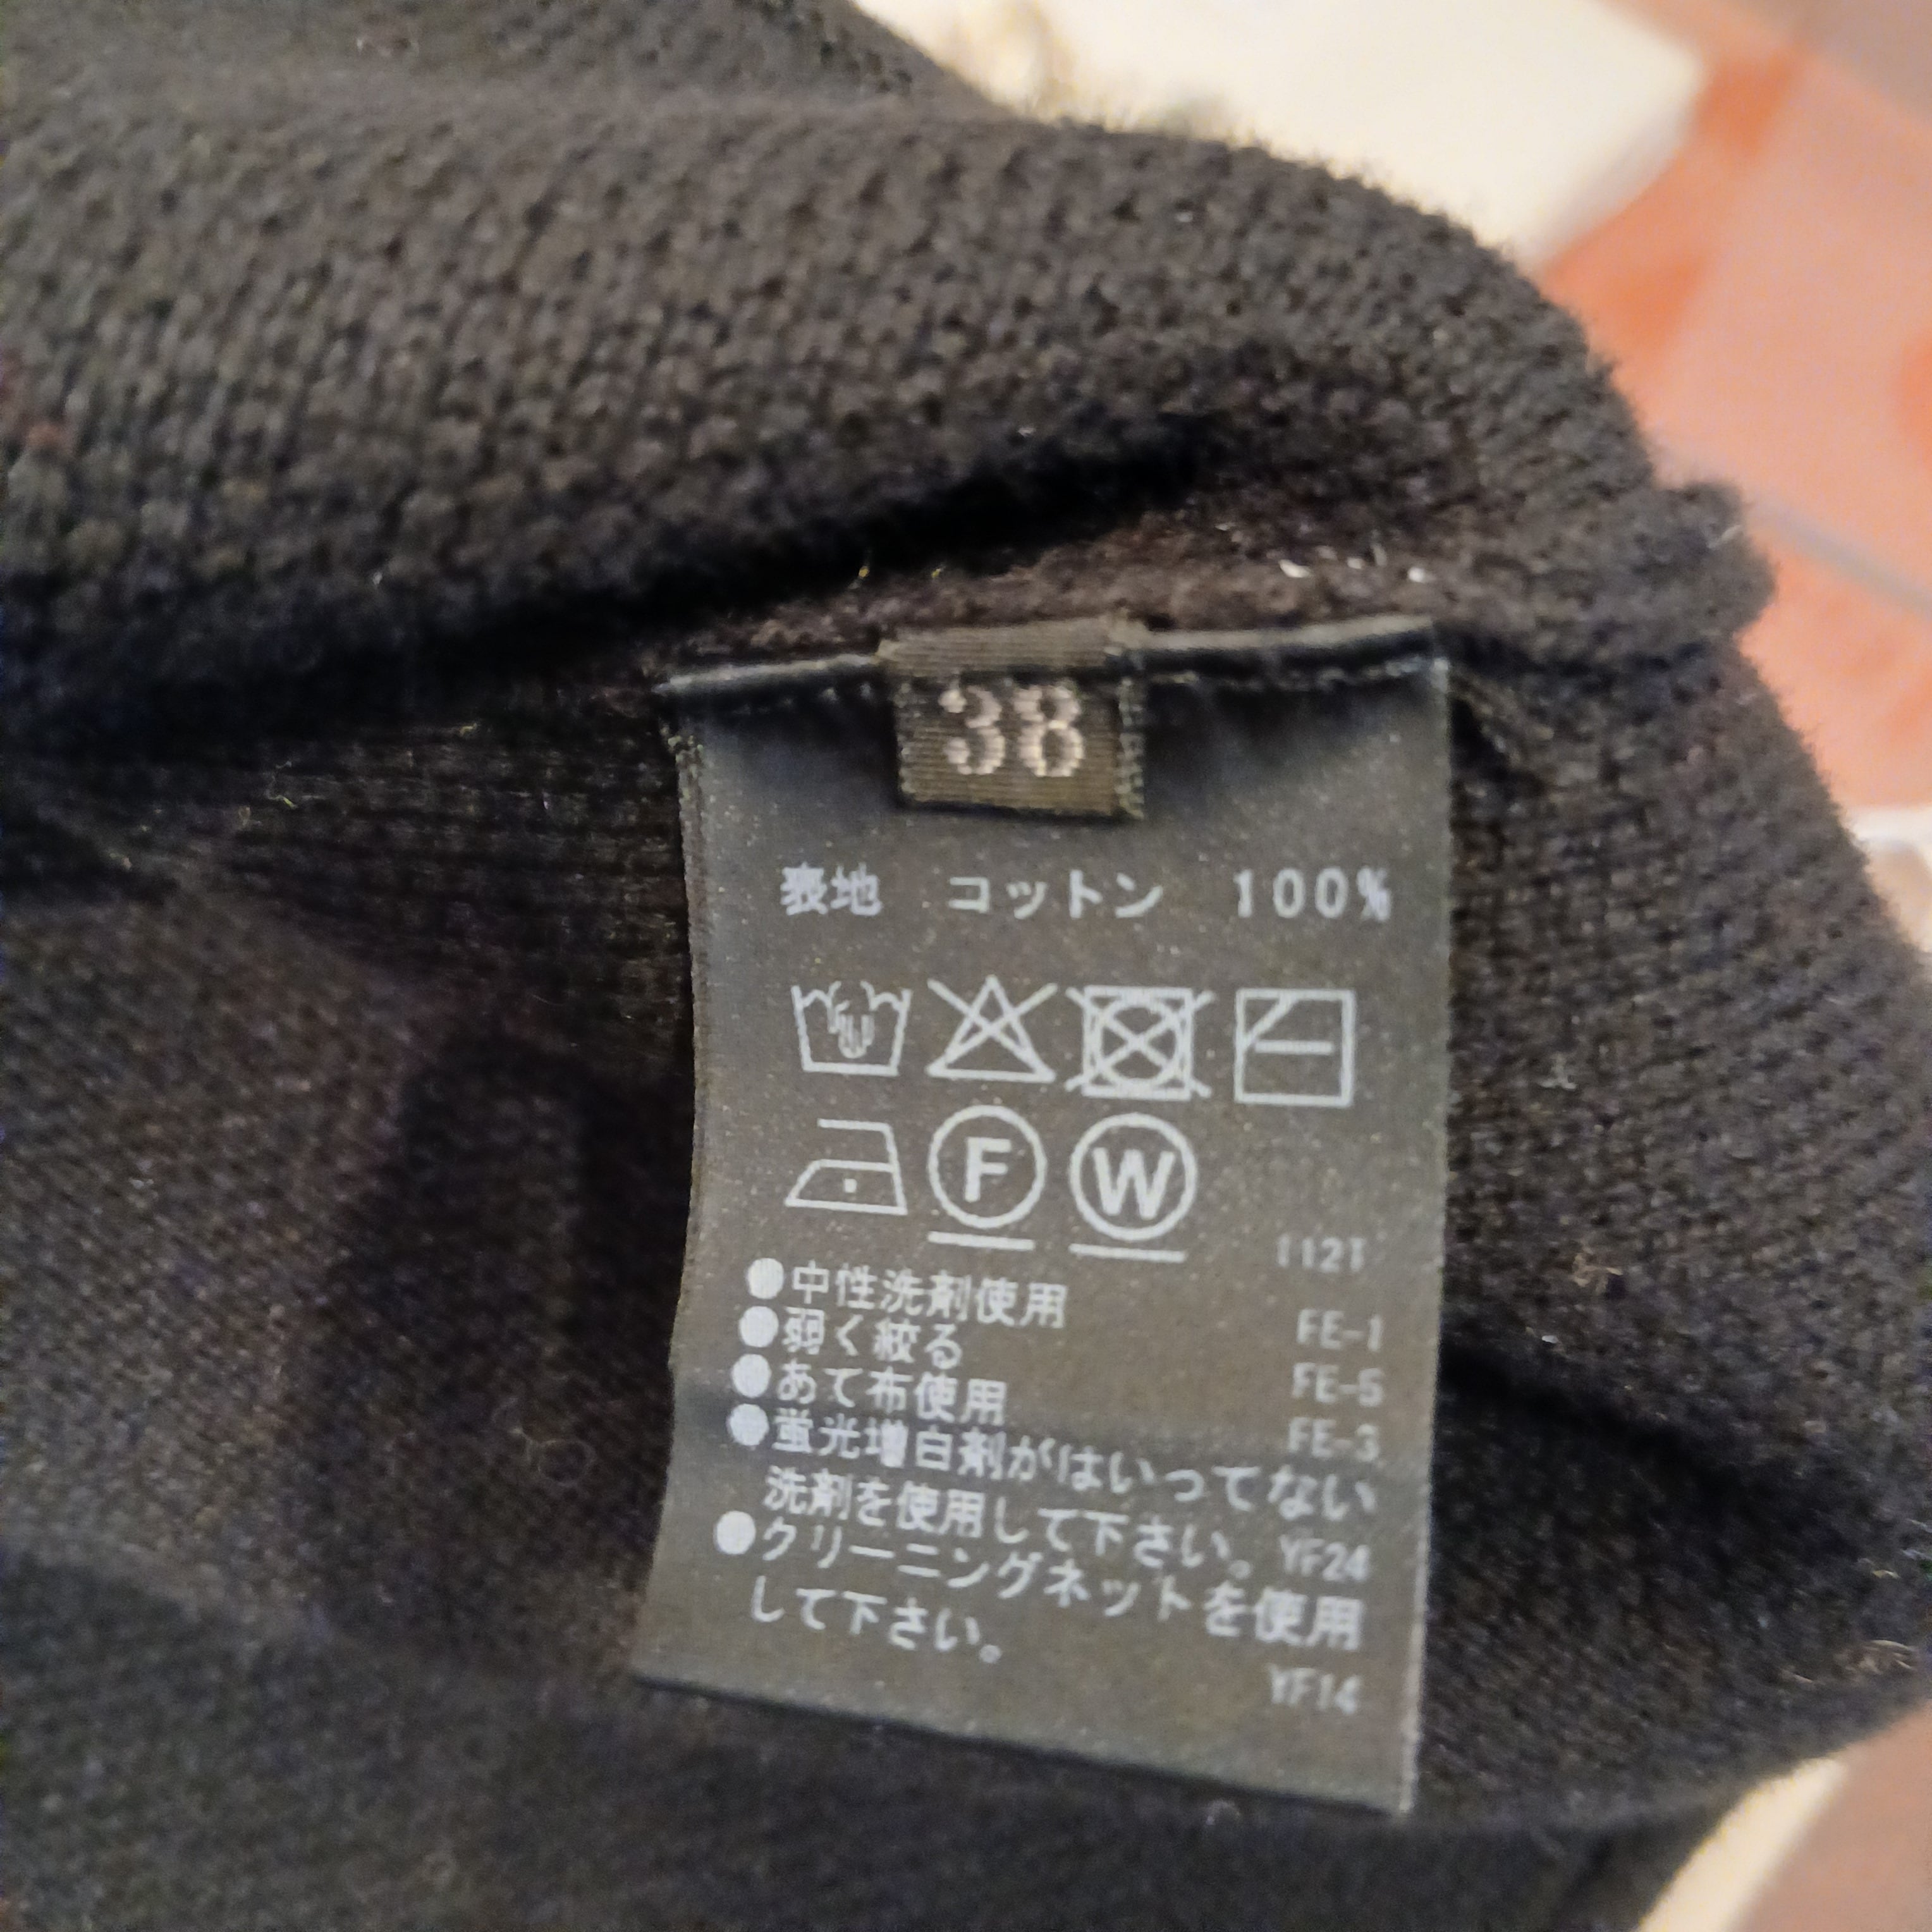 38
表地 コットン 100%
F W
1121
●中性洗剤使用 FE-1
●弱く絞る FE-5
●あて布使用 FE-3
●蛍光増白剤がはいってない
洗剤を使用して下さい。 YF24
●クリーニングネットを使用
して下さい。
YF14